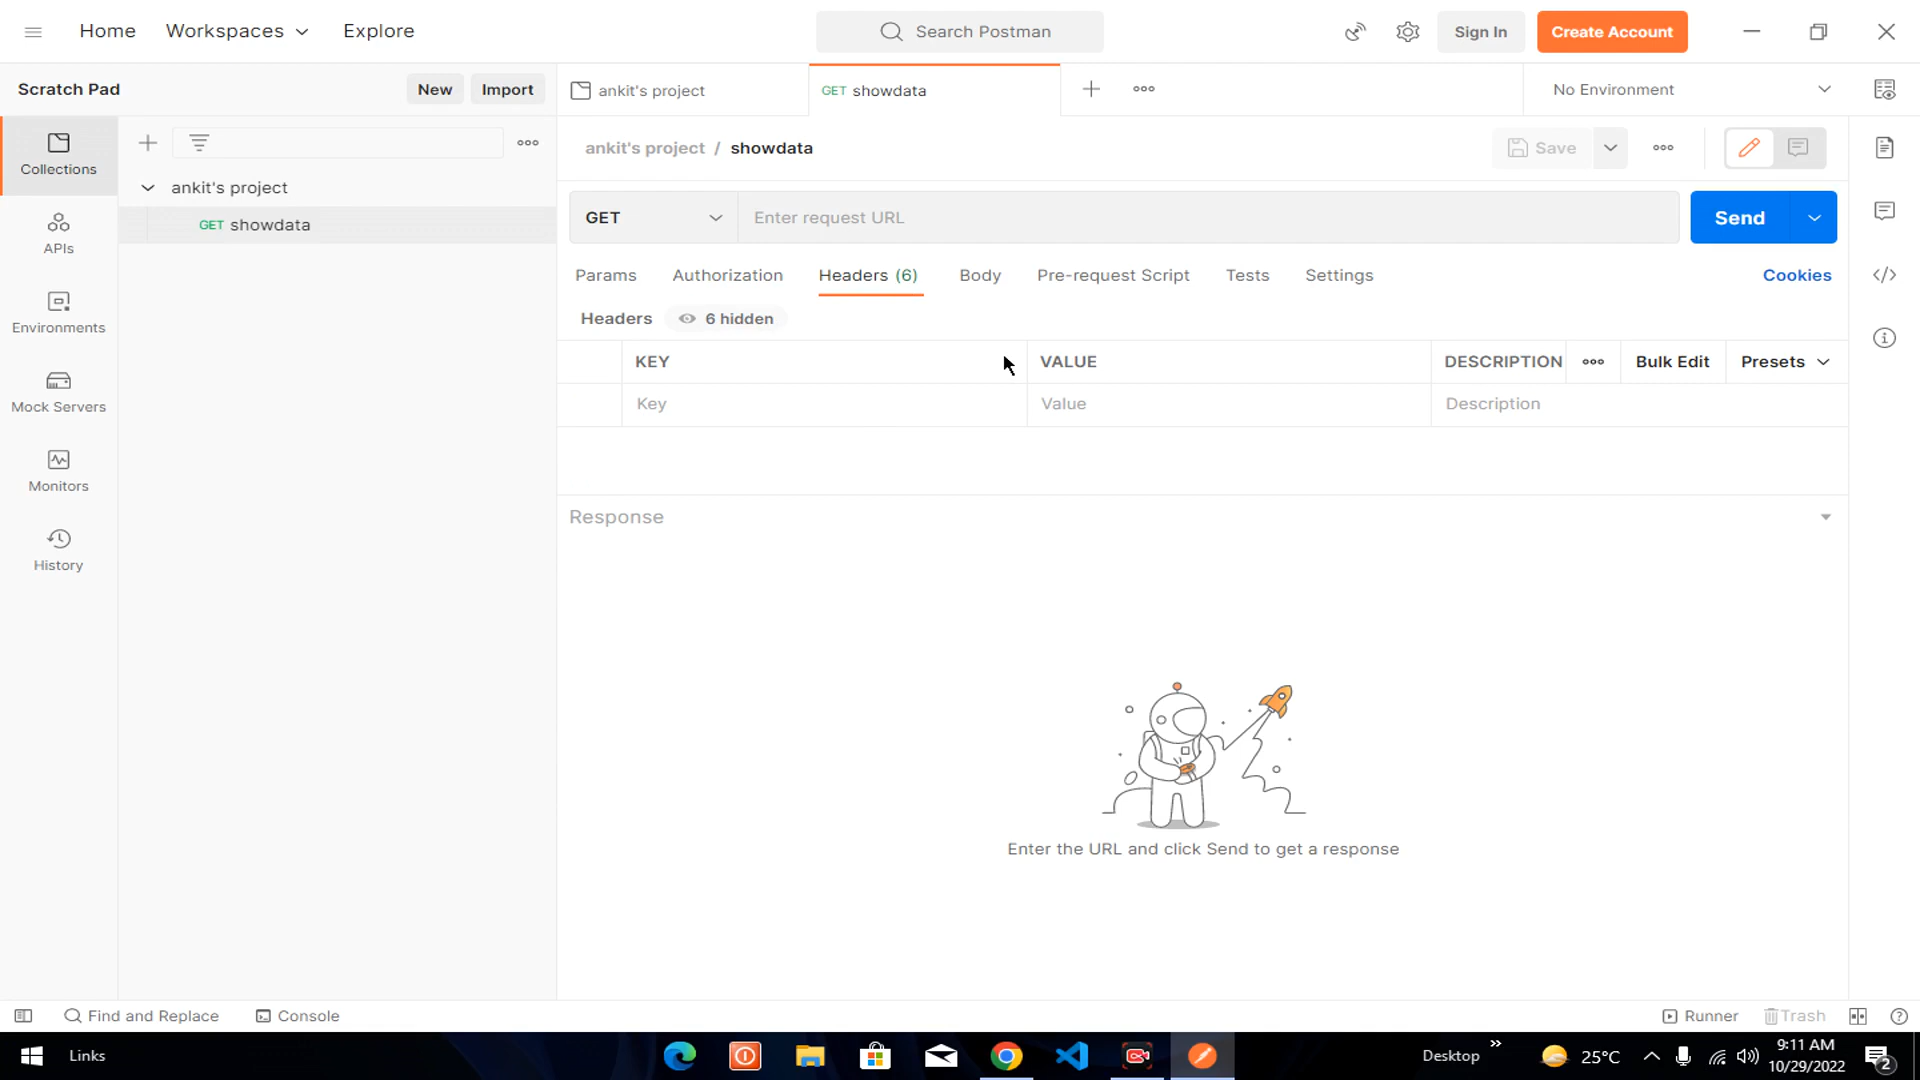 Home Workspaces Explore Search Postman Sign In Create Account
Scratch Pad New Import ankit's project GET showdata No Environment
Collections
APIs
Environments
Mock Servers
Monitors
History
ankit's project
GET showdata
ankit's project / showdata Save
GET Enter request URL Send
Params Authorization Headers (6) Body Pre-request Script Tests Settings Cookies
Headers 6 hidden
KEY VALUE DESCRIPTION Bulk Edit Presets
Key Value Description
Response
Enter the URL and click Send to get a response
Find and Replace Console Runner Trash
Links Desktop 25°C 9:11 AM
10/29/2022 2